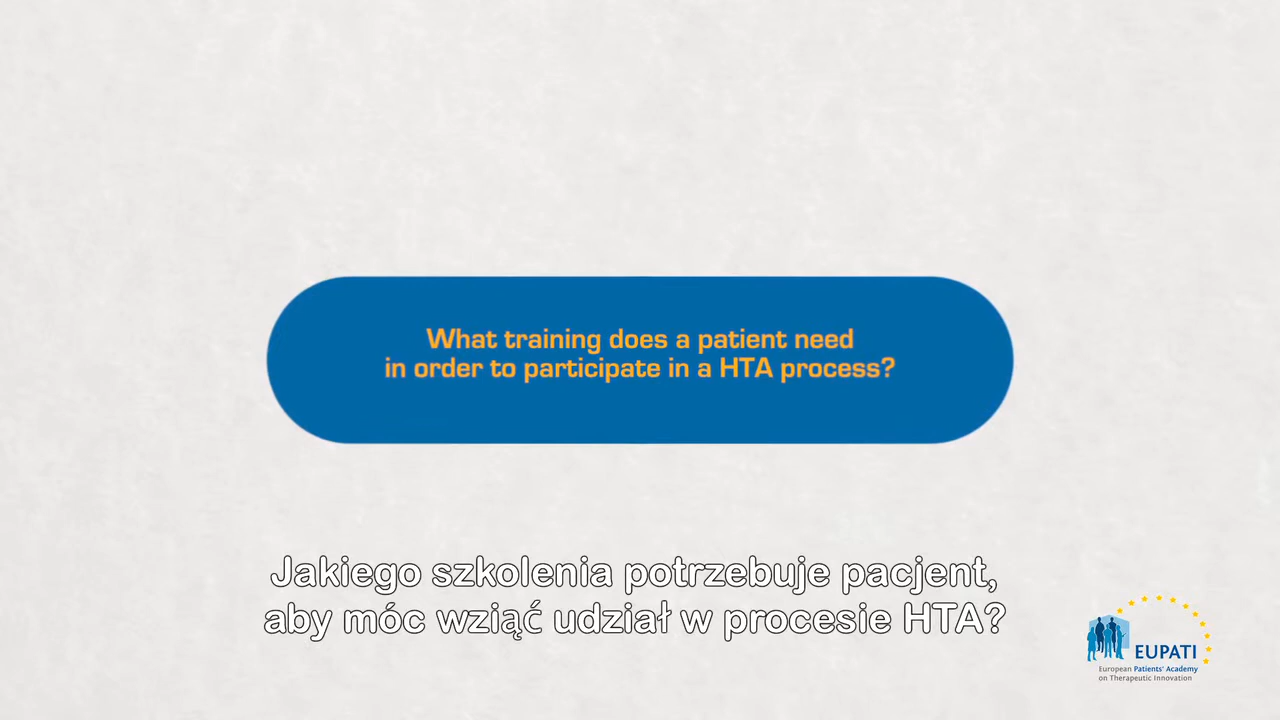 What training does a patient need
in order to participate in a HTA process?
Jakiego szkolenia potrzebuje pacjent,
aby móc wziąć udział w procesie HTA?
EUPATI
European Patients' Academy
on Therapeutic Innovation